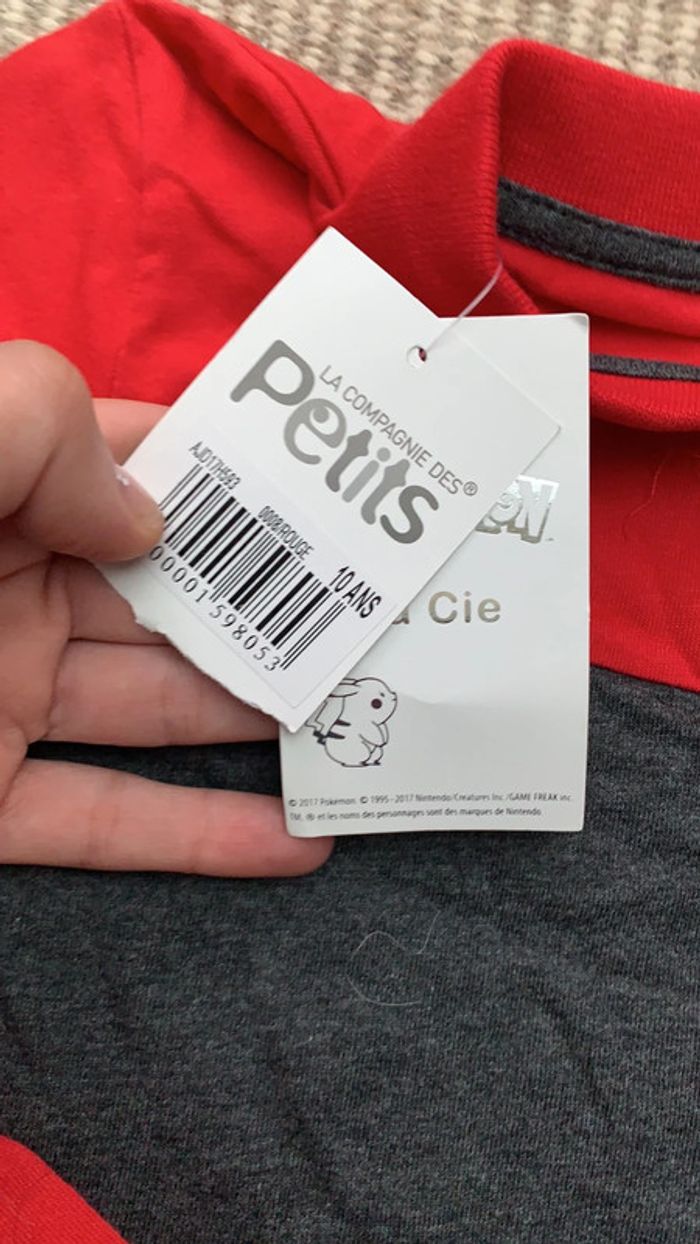 LA COMPAGNIE DES®
Petits
AJD17H593
0008/ROUGE
10 ANS
00001598053
Cie
© 2017 Pokémon. © 1995-2017 Nintendo/Creatures Inc./GAME FREAK inc.
TM, ® et les noms des personnages sont des marques de Nintendo.